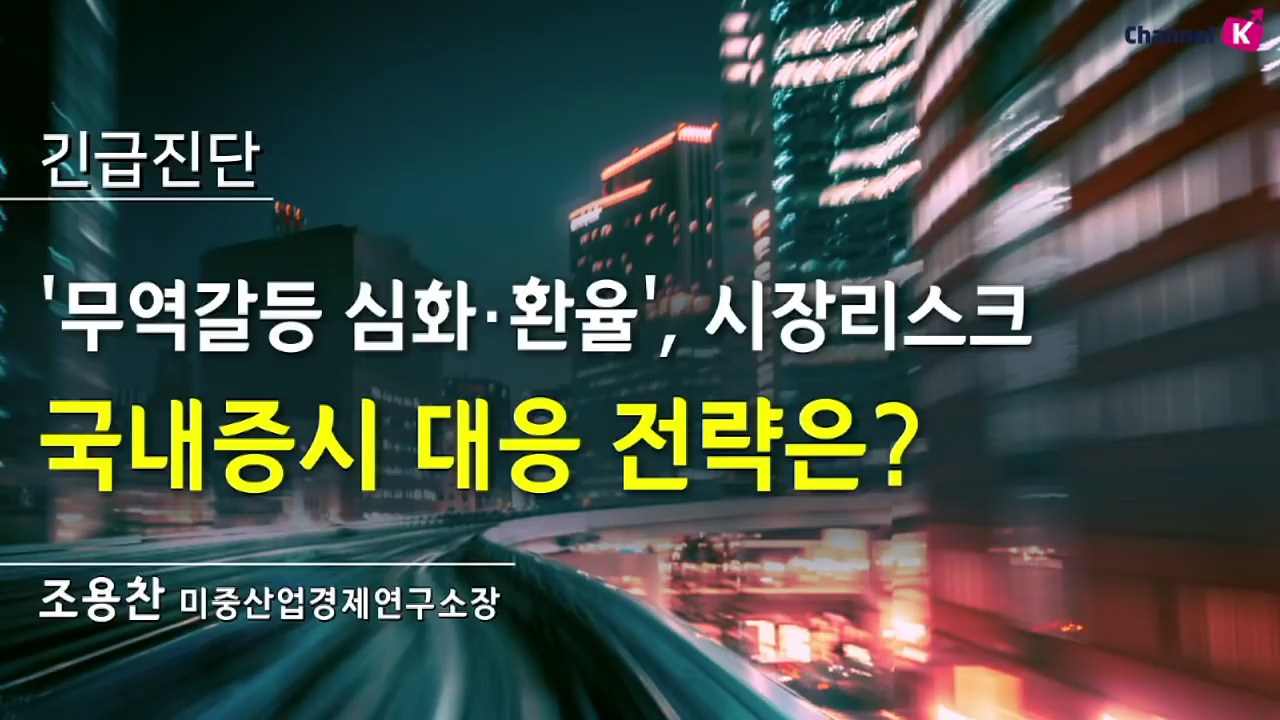 Channel K
긴급진단
'무역갈등 심화·환율', 시장리스크
국내증시 대응 전략은?
조용찬 미중산업경제연구소장